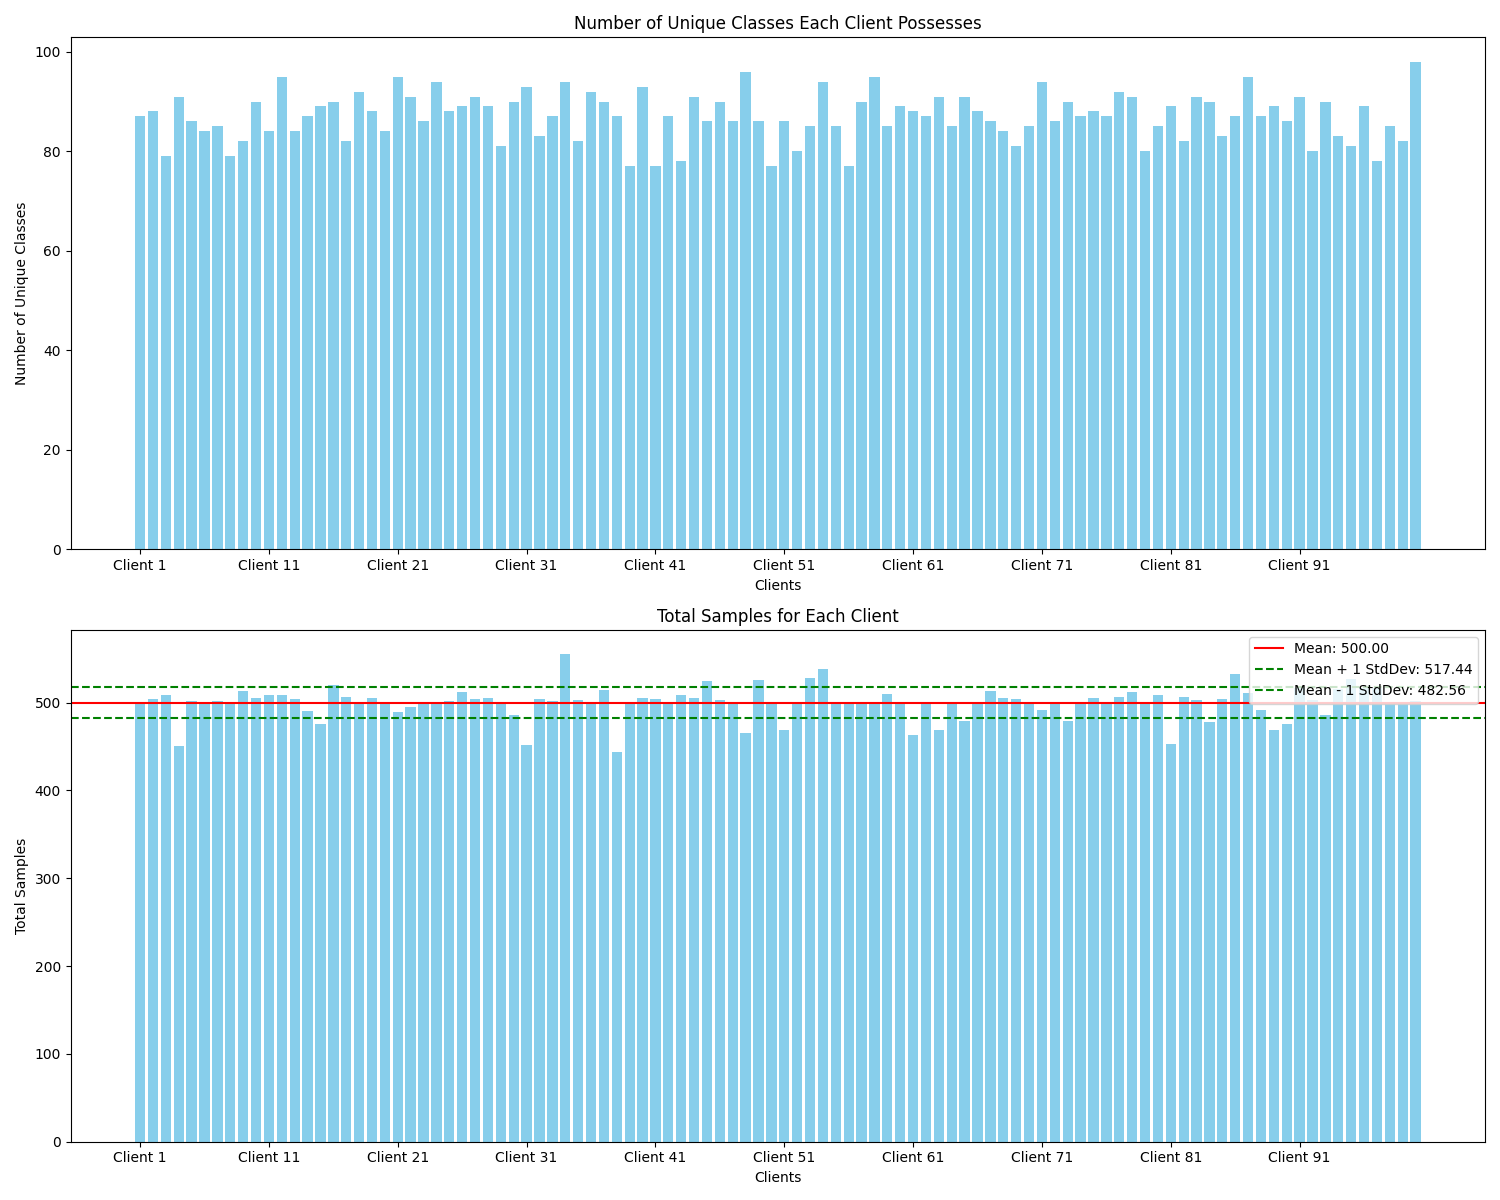 Number of Unique Classes Each Client Possesses
100
80
60
40
20
0
Number of Unique Classes
Client 1 Client 11 Client 21 Client 31 Client 41 Client 51 Client 61 Client 71 Client 81 Client 91
Clients
Total Samples for Each Client
Mean: 500.00
Mean + 1 StdDev: 517.44
Mean - 1 StdDev: 482.56
500
400
300
200
100
0
Total Samples
Client 1 Client 11 Client 21 Client 31 Client 41 Client 51 Client 61 Client 71 Client 81 Client 91
Clients